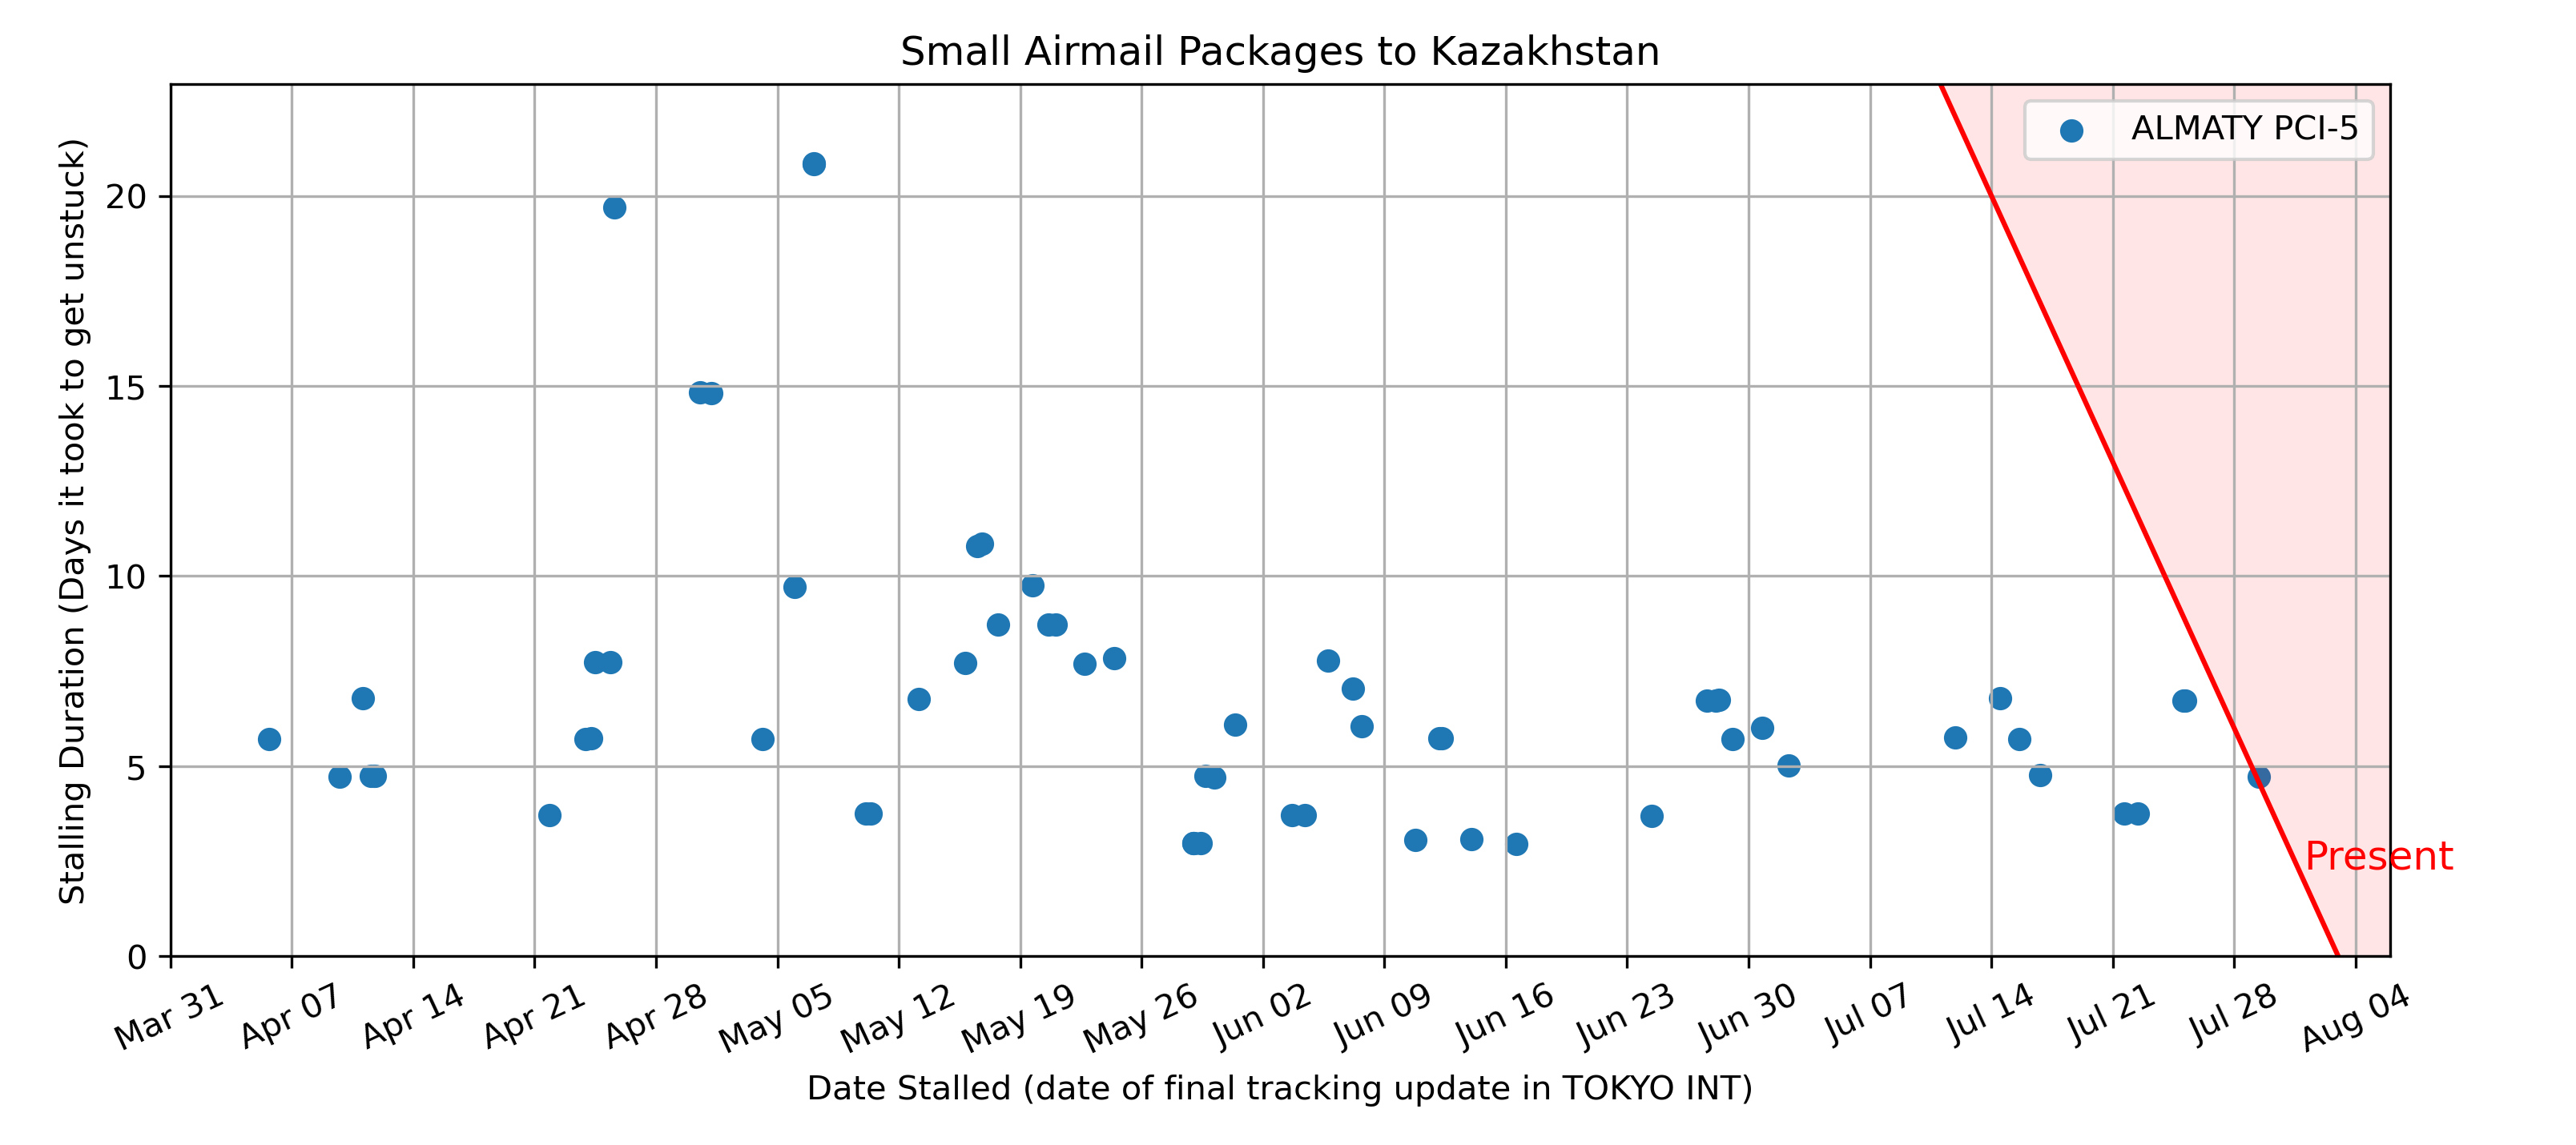 Small Airmail Packages to Kazakhstan
ALMATY PCI-5
Stalling Duration (Days it took to get unstuck)
20
15
10
5
0
Present
Mar 31
Apr 07
Apr 14
Apr 21
Apr 28
May 05
May 12
May 19
May 26
Jun 02
Jun 09
Jun 16
Jun 23
Jun 30
Jul 07
Jul 14
Jul 21
Jul 28
Aug 04
Date Stalled (date of final tracking update in TOKYO INT)